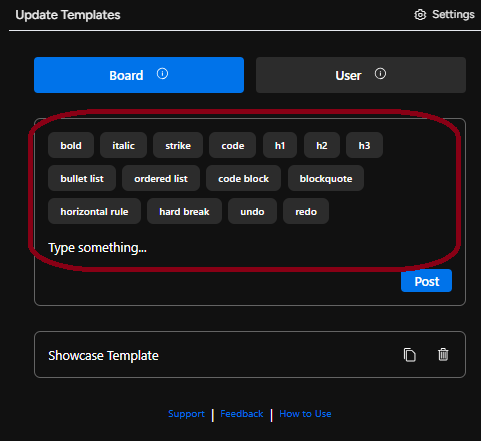 Update Templates Settings
Board User
bold italic strike code h1 h2 h3
bullet list ordered list code block blockquote
horizontal rule hard break undo redo
Type something...
Post
Showcase Template
Support | Feedback | How to Use